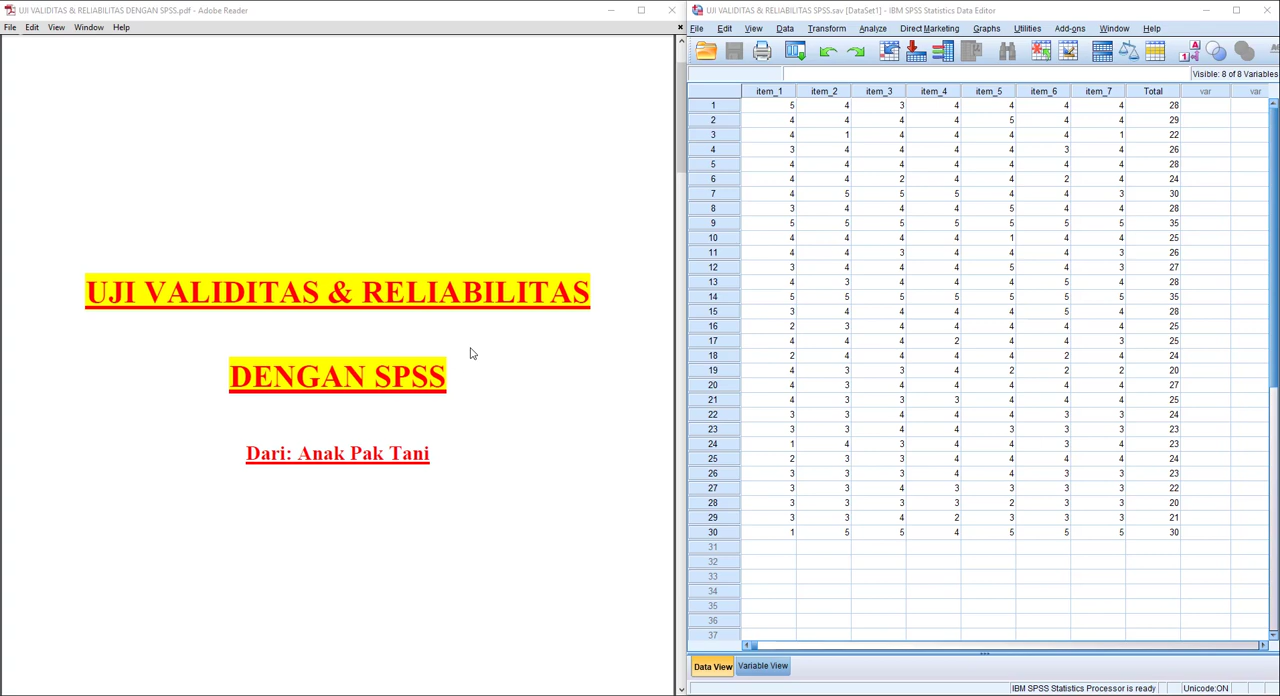 UJI VALIDITAS & RELIABILITAS DENGAN SPSS.pdf - Adobe Reader
File Edit View Window Help
UJI VALIDITAS & RELIABILITAS
DENGAN SPSS
Dari: Anak Pak Tani
UJI VALIDITAS & RELIABILITAS SPSS.sav [DataSet1] - IBM SPSS Statistics Data Editor
File Edit View Data Transform Analyze Direct Marketing Graphs Utilities Add-ons Window Help
Visible: 8 of 8 Variables
item_1 item_2 item_3 item_4 item_5 item_6 item_7 Total var var
1 5 4 3 4 4 4 4 28
2 4 4 4 4 5 4 4 29
3 4 1 4 4 4 4 1 22
4 3 4 4 4 4 3 4 26
5 4 4 4 4 4 4 4 28
6 4 4 2 4 4 2 4 24
7 4 5 5 5 4 4 3 30
8 3 4 4 4 5 4 4 28
9 5 5 5 5 5 5 5 35
10 4 4 4 4 1 4 4 25
11 4 4 3 4 4 4 3 26
12 3 4 4 4 5 4 3 27
13 4 3 4 4 4 5 4 28
14 5 5 5 5 5 5 5 35
15 3 4 4 4 4 5 4 28
16 2 3 4 4 4 4 4 25
17 4 4 4 2 4 4 3 25
18 2 4 4 4 4 2 4 24
19 4 3 3 4 2 2 2 20
20 4 3 4 4 4 4 4 27
21 4 3 3 3 4 4 4 25
22 3 3 4 4 4 3 3 24
23 3 3 4 4 3 3 3 23
24 1 4 3 4 4 3 4 23
25 2 3 3 4 4 4 4 24
26 3 3 3 4 4 3 3 23
27 3 3 4 3 3 3 3 22
28 3 3 3 3 2 3 3 20
29 3 3 4 2 3 3 3 21
30 1 5 5 4 5 5 5 30
31
32
33
34
35
36
37
Data View Variable View
IBM SPSS Statistics Processor is ready Unicode:ON